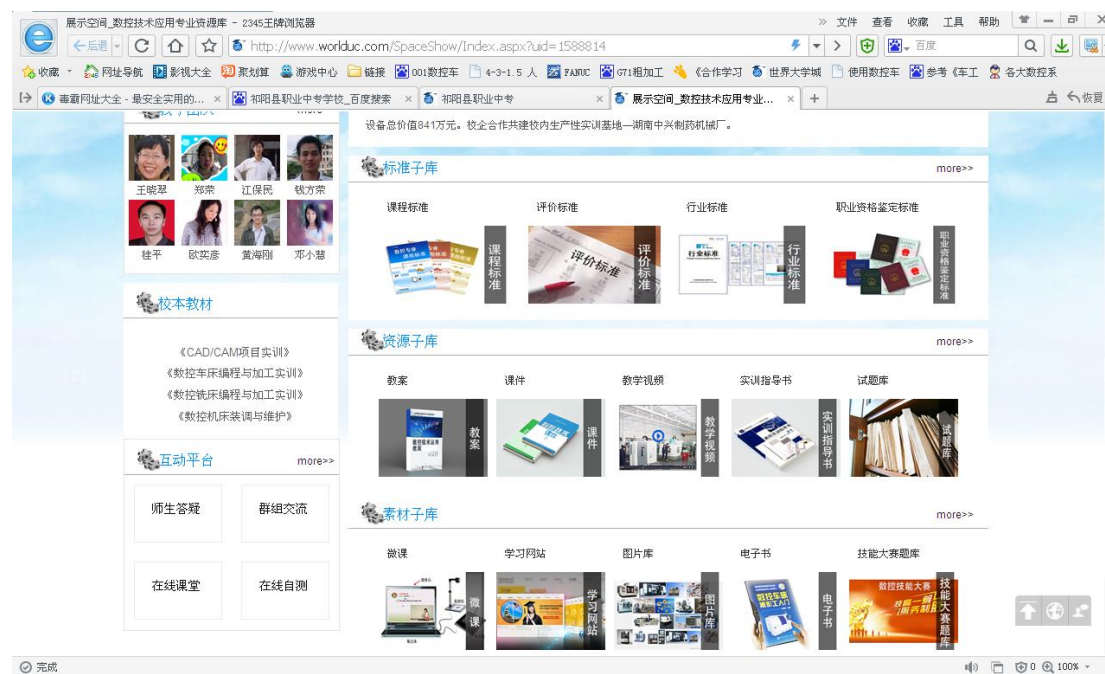 展示空间_数控技术应用专业资源库 - 2345王牌浏览器
» 文件 查看 收藏 工具 帮助
后退
http://www.worlduc.com/SpaceShow/Index.aspx?uid=1588814
百度
收藏 网址导航 影视大全 聚划算 游戏中心 链接 001数控车 4-3-1.5 人 FANUC G71粗加工 《合作学习 世界大学城 使用数控车 参考《车工 各大数控系
毒霸网址大全 - 最安全实用的... × 祁阳县职业中专学校_百度搜索 × 祁阳县职业中专 × 展示空间_数控技术应用专业... × + 恢复
设备总价值841万元。校企合作共建校内生产性实训基地—湖南中兴制药机械厂。
王晓翠 郑荣 江保民 钱方荣
桂平 欧奕彦 黄海刚 邓小慧
校本教材
《CAD/CAM项目实训》
《数控车床编程与加工实训》
《数控铣床编程与加工实训》
《数控机床装调与维护》
互动平台 more>>
师生答疑 群组交流
在线课堂 在线自测
标准子库 more>>
课程标准 评价标准 行业标准 职业资格鉴定标准
课程标准 评价标准 评价标准 行业标准 行业标准 职业资格鉴定标准
资源子库 more>>
教案 课件 教学视频 实训指导书 试题库
教案 课件 教学视频 实训指导书 试题库
素材子库 more>>
微课 学习网站 图片库 电子书 技能大赛题库
微课 学习网站 图片库 电子书 数控技能大赛 技能大赛题库
完成 0 100%